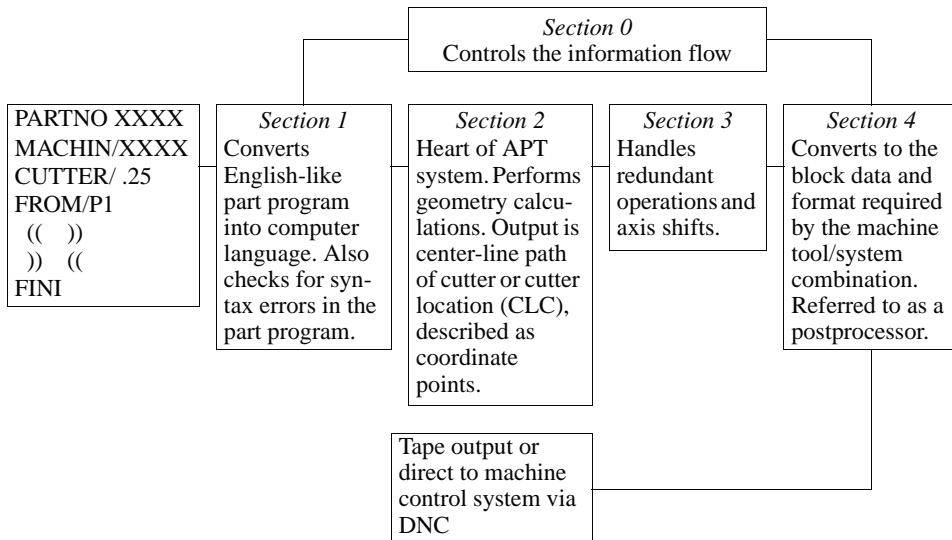 Section 0
Controls the information flow
PARTNO XXXX
MACHIN/XXXX
CUTTER/ .25
FROM/P1
(( ))
)) ((
FINI
Section 1
Converts
English-like
part program
into computer
language. Also
checks for syn-
tax errors in the
part program.
Section 2
Heart of APT
system. Performs
geometry calcu-
lations. Output is
center-line path
of cutter or cutter
location (CLC),
described as
coordinate
points.
Section 3
Handles
redundant
operations and
axis shifts.
Section 4
Converts to the
block data and
format required
by the machine
tool/system
combination.
Referred to as a
postprocessor.
Tape output or
direct to machine
control system via
DNC